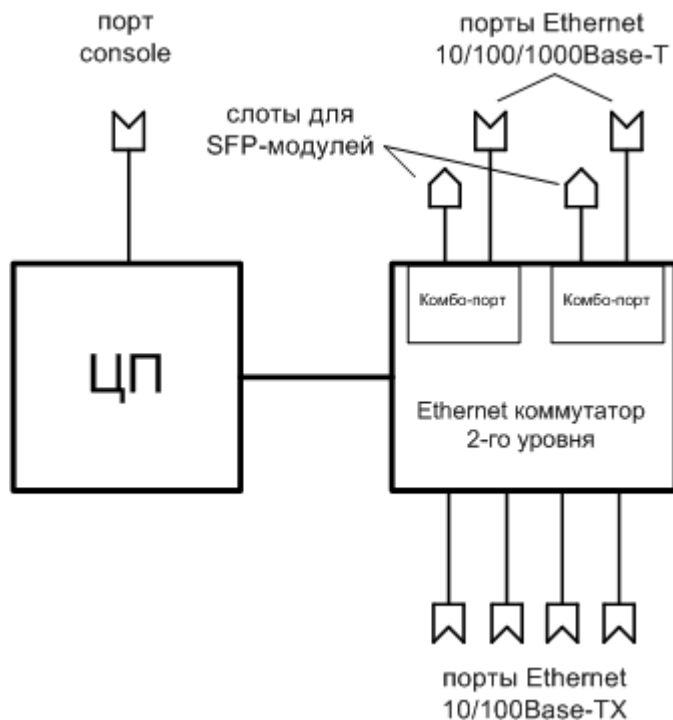 порт
console
порты Ethernet
10/100/1000Base-T
слоты для
SFP-модулей
Комбо-порт
Комбо-порт
ЦП
Ethernet коммутатор
2-го уровня
порты Ethernet
10/100Base-TX